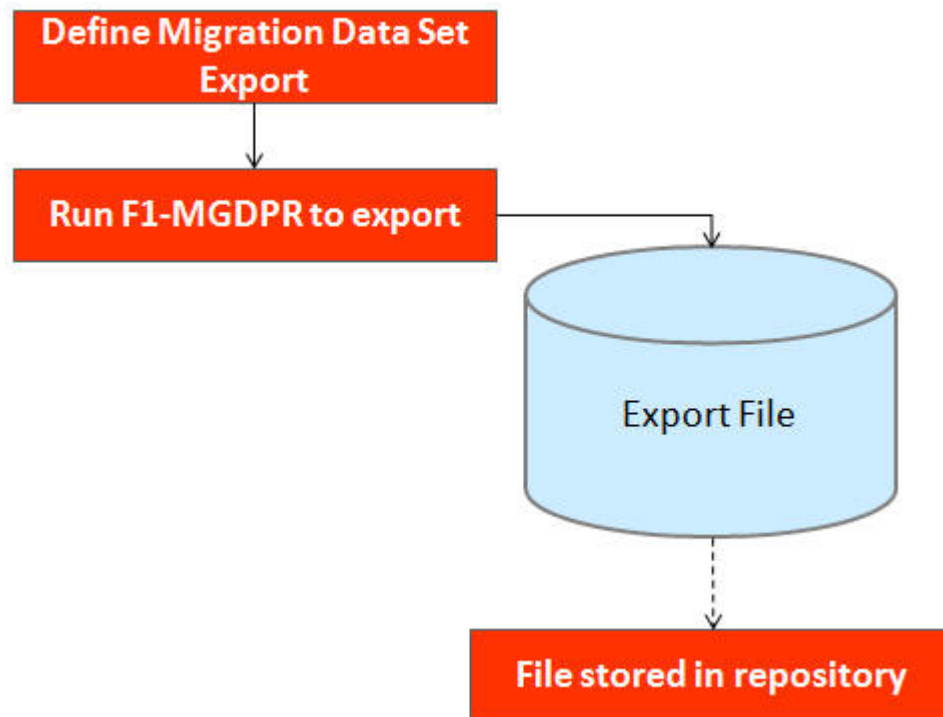 Define Migration Data Set
Export
Run F1-MGDPR to export
Export File
File stored in repository